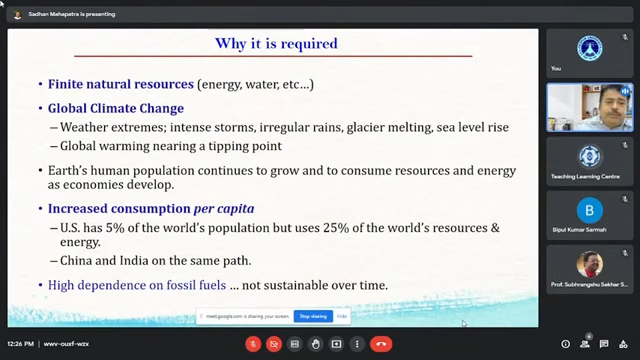 Sadhan Mahapatra is presenting
Why it is required
• Finite natural resources (energy, water, etc…)
• Global Climate Change
– Weather extremes; intense storms, irregular rains, glacier melting, sea level rise
– Global warming nearing a tipping point
• Earth's human population continues to grow and to consume resources and energy
as economies develop.
• Increased consumption per capita
– U.S. has 5% of the world's population but uses 25% of the world's resources &
energy.
– China and India on the same path.
• High dependence on fossil fuels … not sustainable over time.
meet.google.com is sharing your screen.
Stop sharing
Hide
You
Teaching Learning Centre
B
Bipul Kumar Sarmah
Prof. Subhrangshu Sekhar S
12:26 PM | wwv-ouxf-wzx